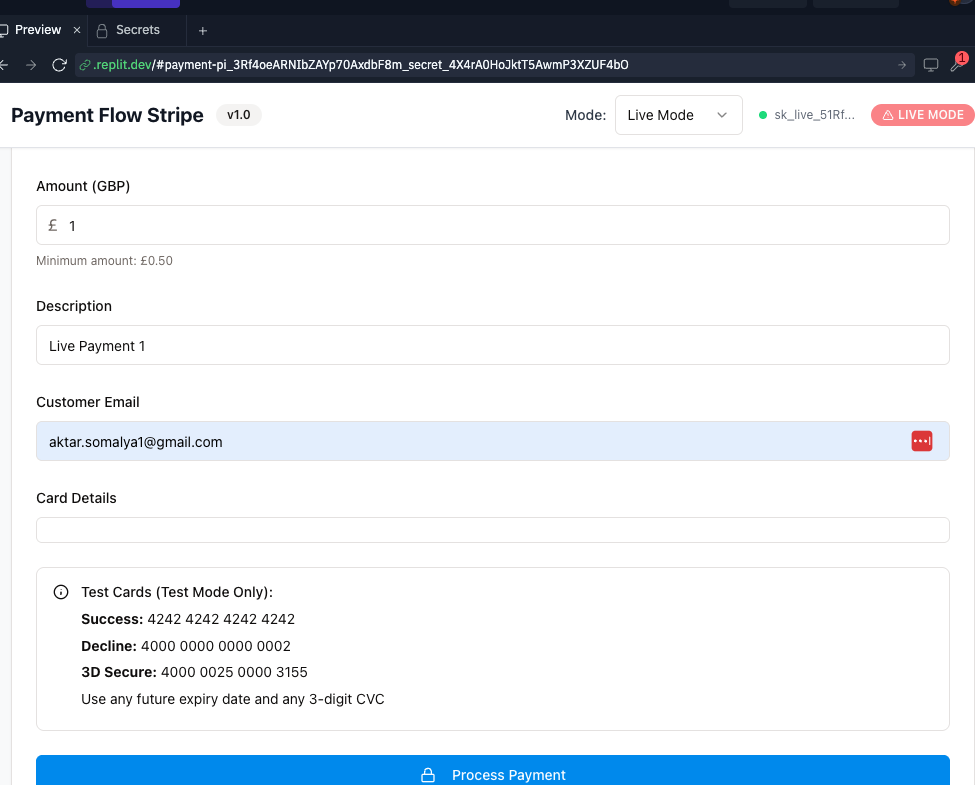 Preview
Secrets
.replit.dev/#payment-pi_3Rf4oeARNIbZAYp70AxdbF8m_secret_4X4rA0HoJktT5AwmP3XZUF4bO
1
Payment Flow Stripe v1.0 Mode: Live Mode sk_live_51Rf... LIVE MODE
Amount (GBP)
£ 1
Minimum amount: £0.50
Description
Live Payment 1
Customer Email
aktar.somalya1@gmail.com
Card Details
Test Cards (Test Mode Only):
Success: 4242 4242 4242 4242
Decline: 4000 0000 0000 0002
3D Secure: 4000 0025 0000 3155
Use any future expiry date and any 3-digit CVC
Process Payment